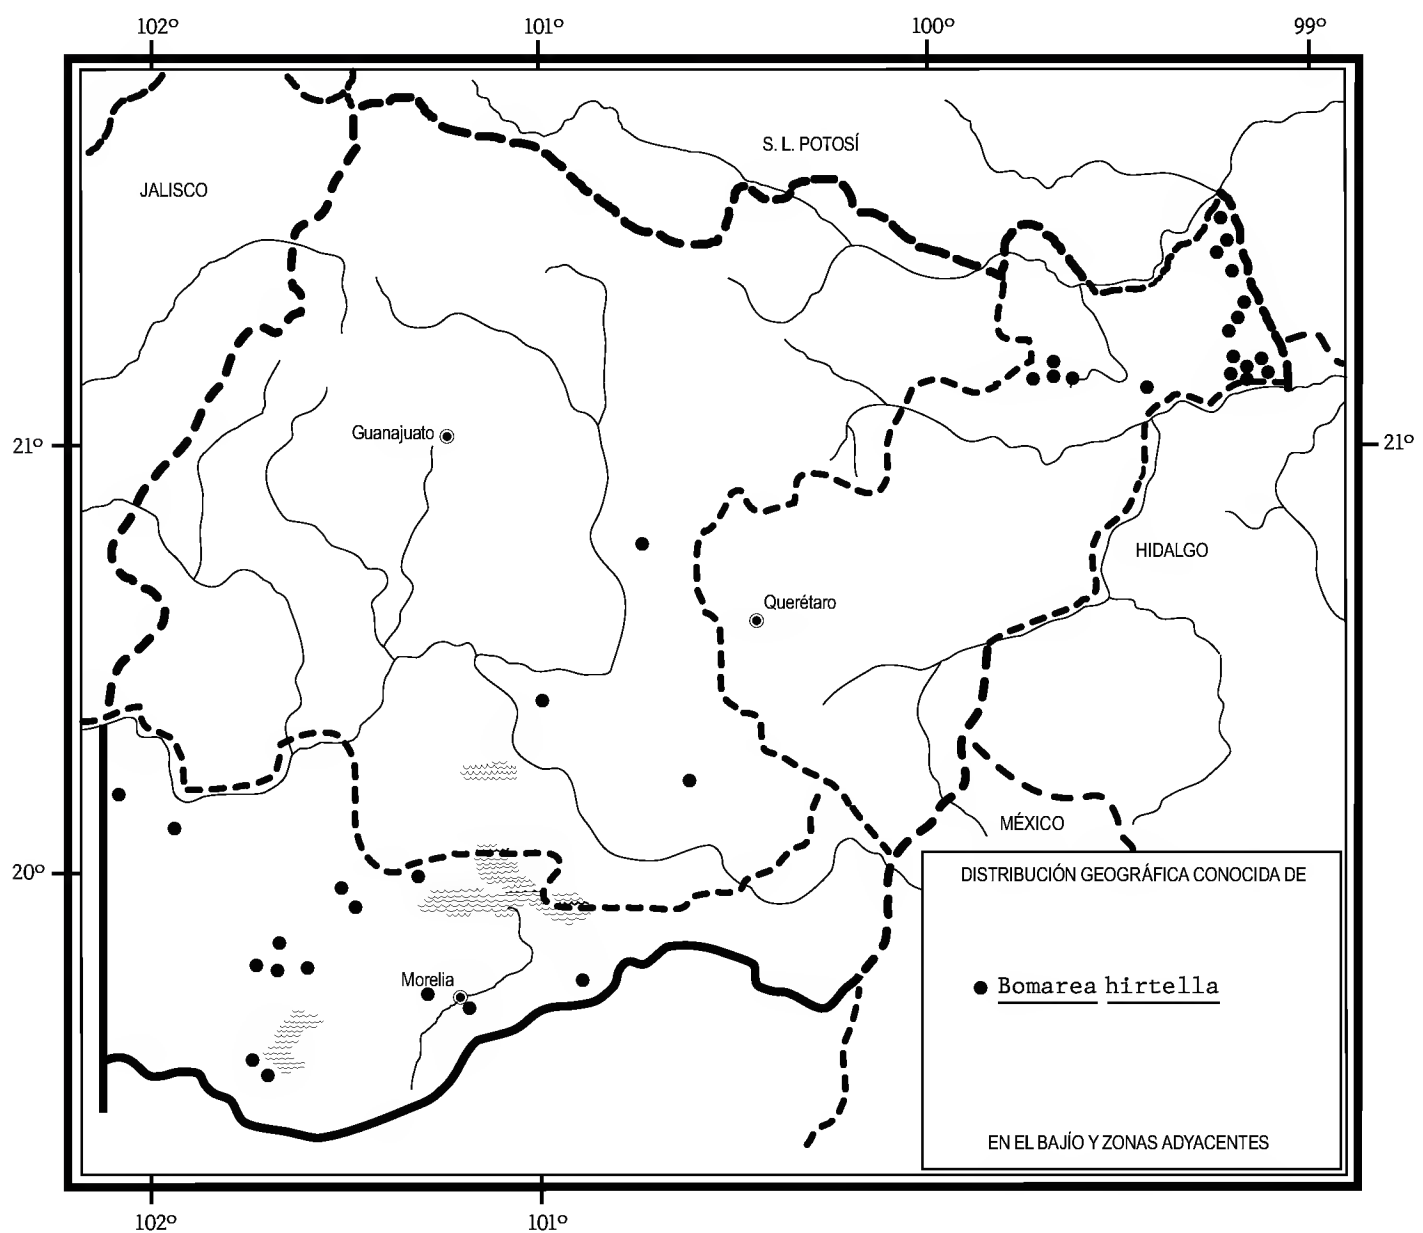 102º 101º 100º 99º
S. L. POTOSÍ
JALISCO
Guanajuato
21º 21º
HIDALGO
Querétaro
MÉXICO
20º
DISTRIBUCIÓN GEOGRÁFICA CONOCIDA DE
Morelia
Bomarea hirtella
EN EL BAJÍO Y ZONAS ADYACENTES
102º 101º